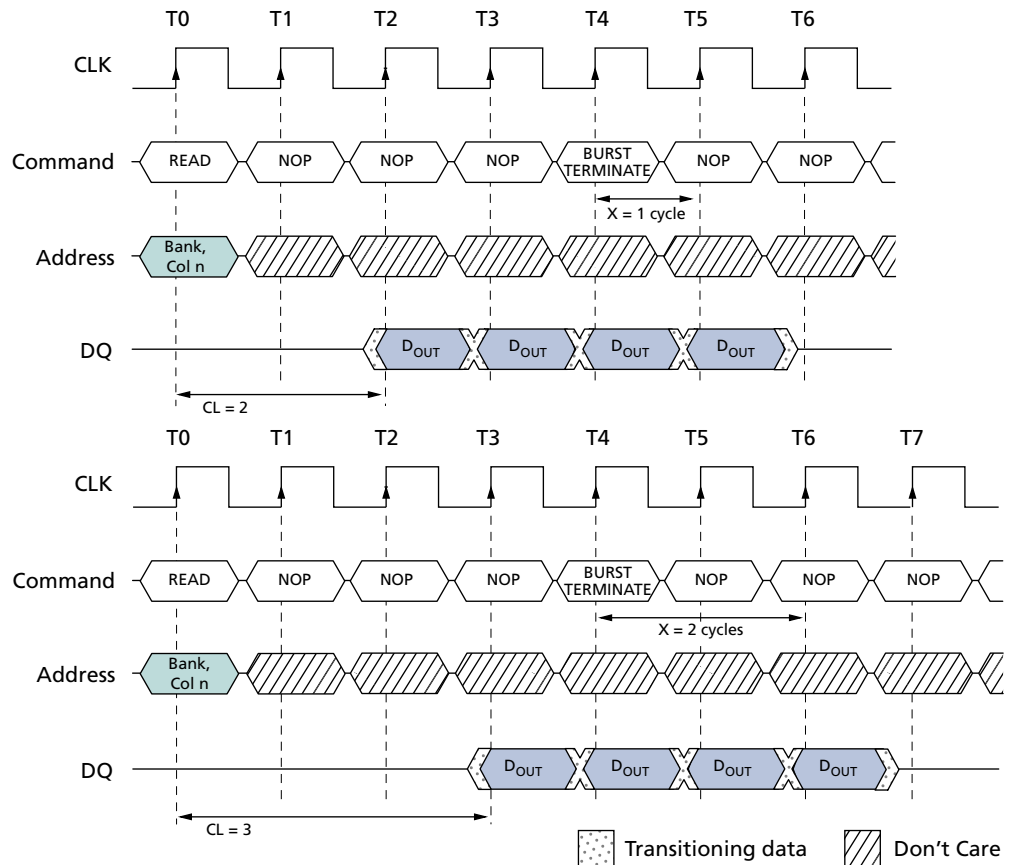 T0 T1 T2 T3 T4 T5 T6
CLK
Command READ NOP NOP NOP BURST TERMINATE NOP NOP
X = 1 cycle
Address Bank, Col n
DQ DOUT DOUT DOUT DOUT
CL = 2
T0 T1 T2 T3 T4 T5 T6 T7
CLK
Command READ NOP NOP NOP BURST TERMINATE NOP NOP NOP
X = 2 cycles
Address Bank, Col n
DQ DOUT DOUT DOUT DOUT
CL = 3
Transitioning data Don't Care